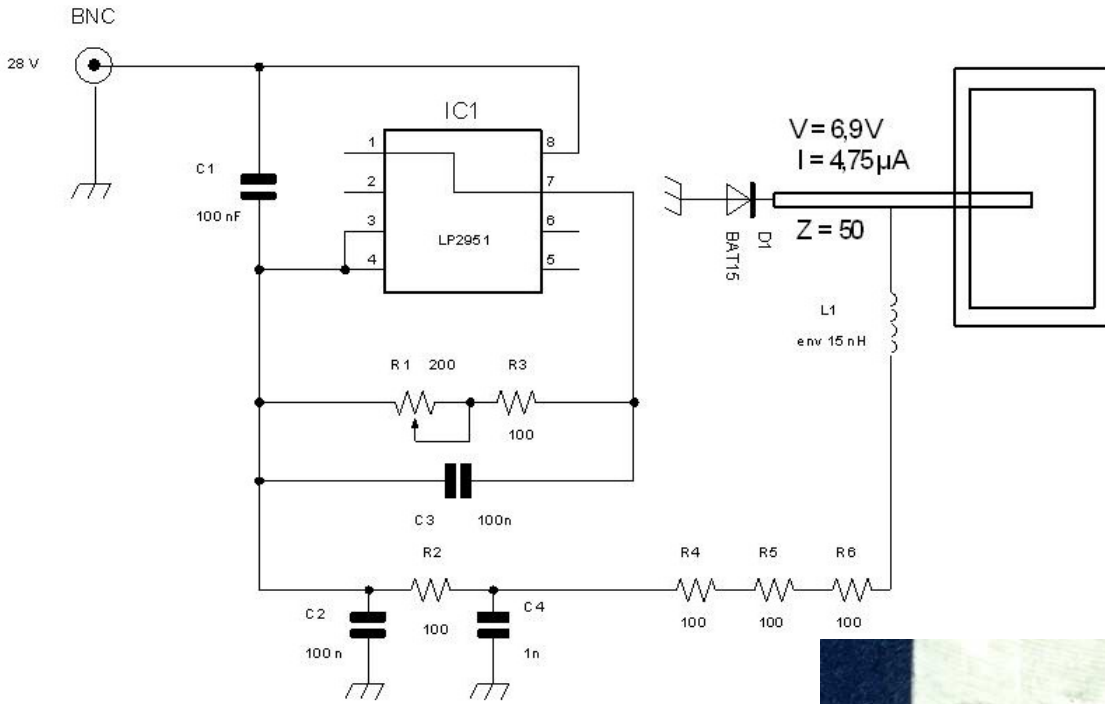 BNC
28 V
IC1
1
8
2
7
3
6
4
5
LP2951
C1
100 nF
V = 6,9V
I = 4,75µA
Z = 50
D1
BAT15
L1
env 15 nH
R1 200
R3
100
C3
100n
R2
100
C2
100n
C4
1n
R4
R5
R6
100
100
100